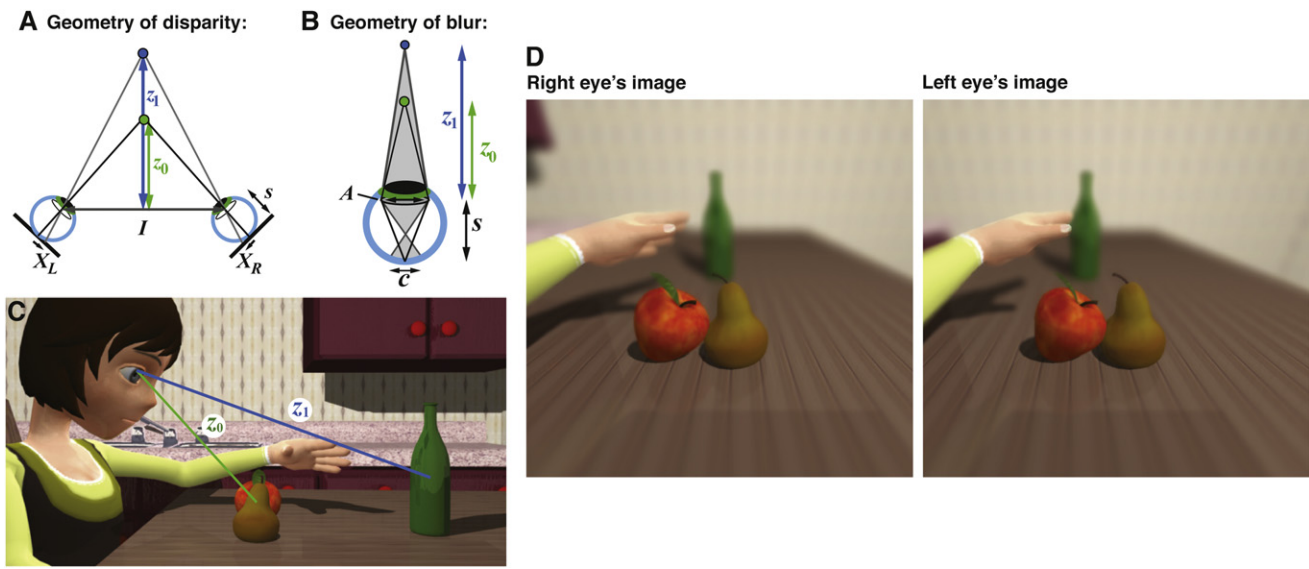 A Geometry of disparity:
z1
z0
I
s
XL
XR
B Geometry of blur:
z1
z0
A
s
c
C
z0
z1
D
Right eye's image
Left eye's image